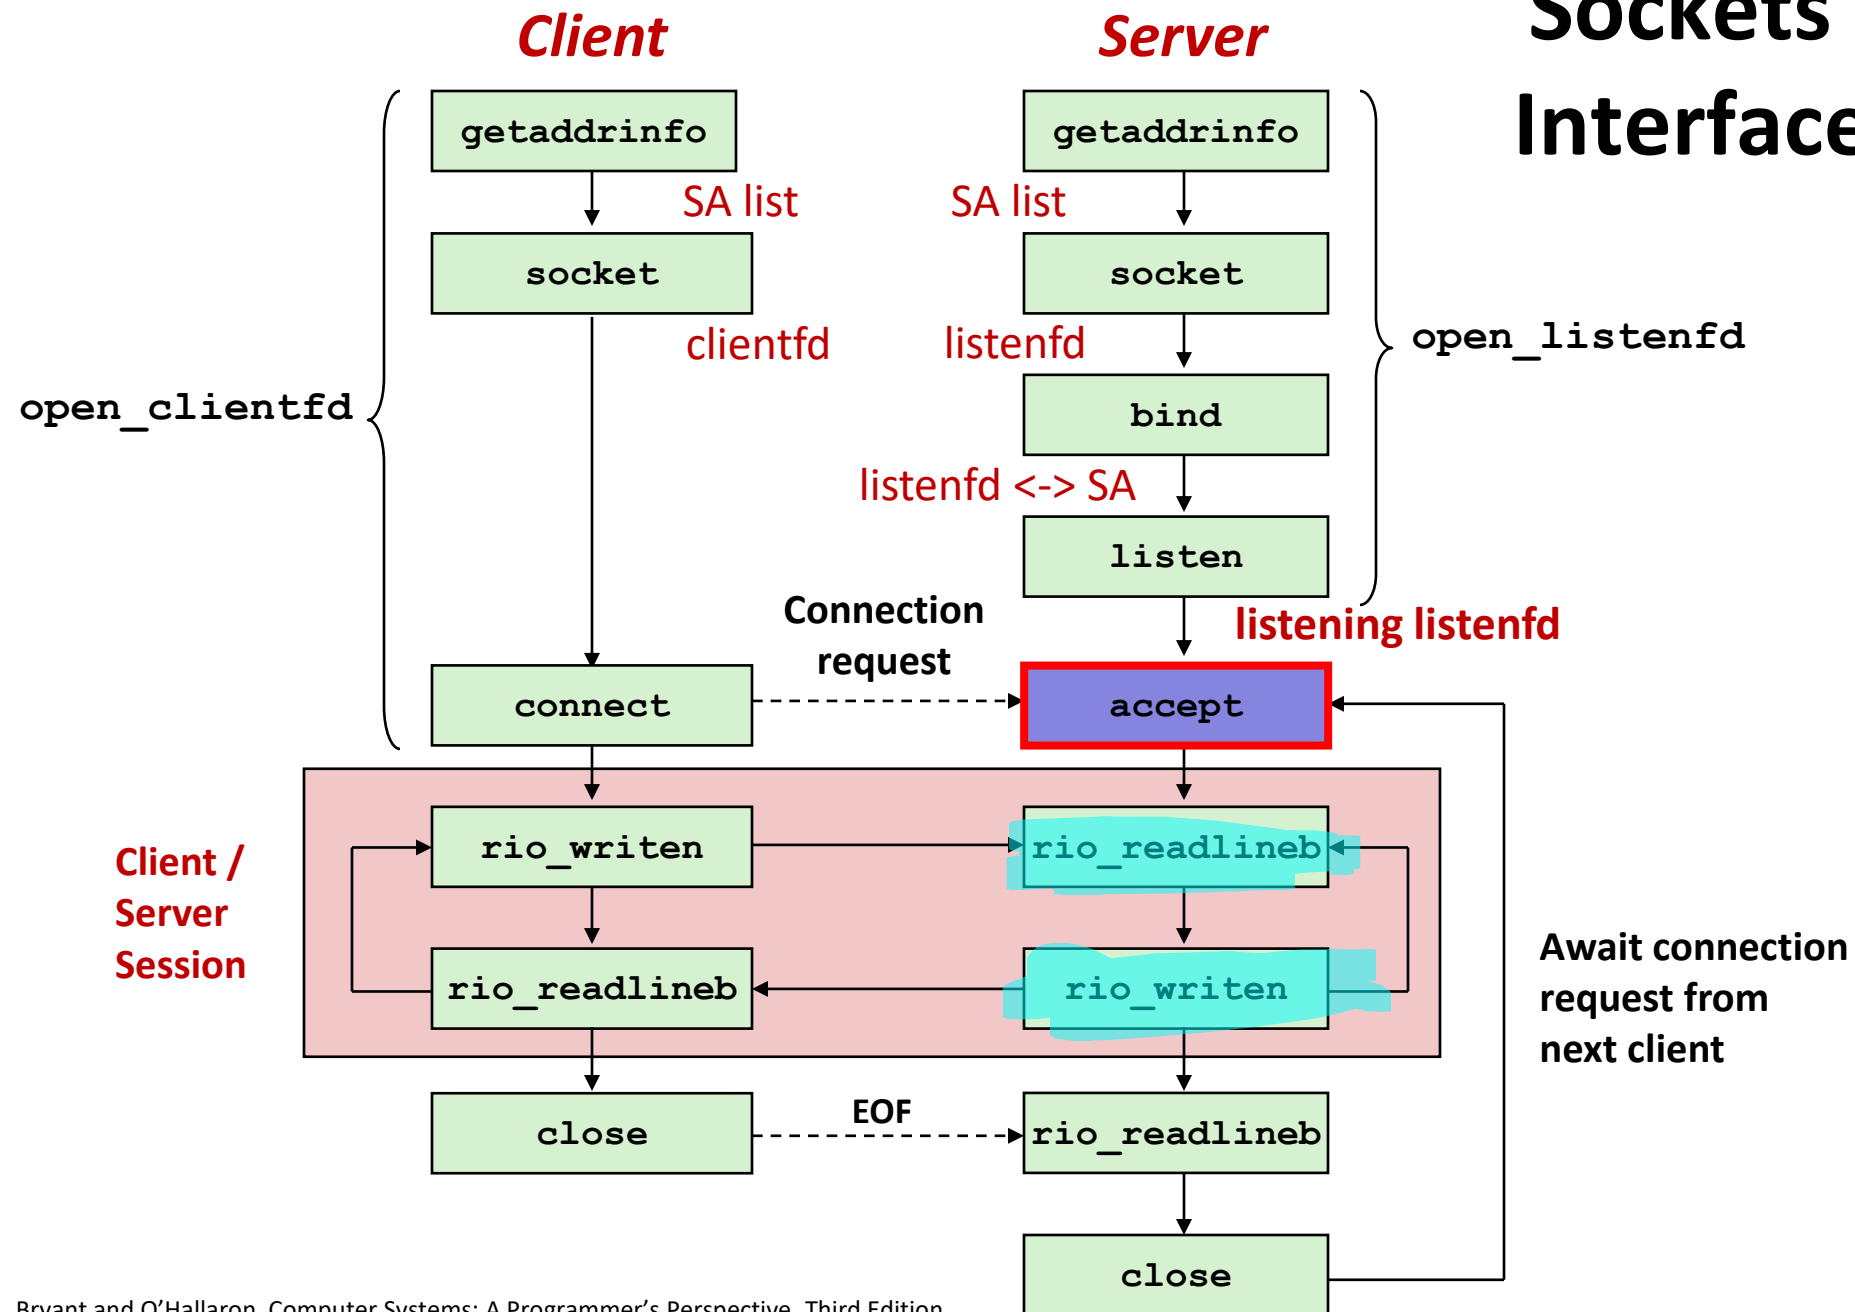 Client
Server
Sockets
Interface
getaddrinfo
getaddrinfo
SA list
SA list
socket
socket
clientfd
listenfd
open_listenfd
open_clientfd
bind
listenfd <-> SA
listen
Connection
request
listening listenfd
connect
accept
Client /
Server
Session
rio_writen
rio_readlineb
rio_readlineb
rio_writen
Await connection
request from
next client
close
EOF
rio_readlineb
close
Bryant and O'Hallaron, Computer Systems: A Programmer's Perspective, Third Edition